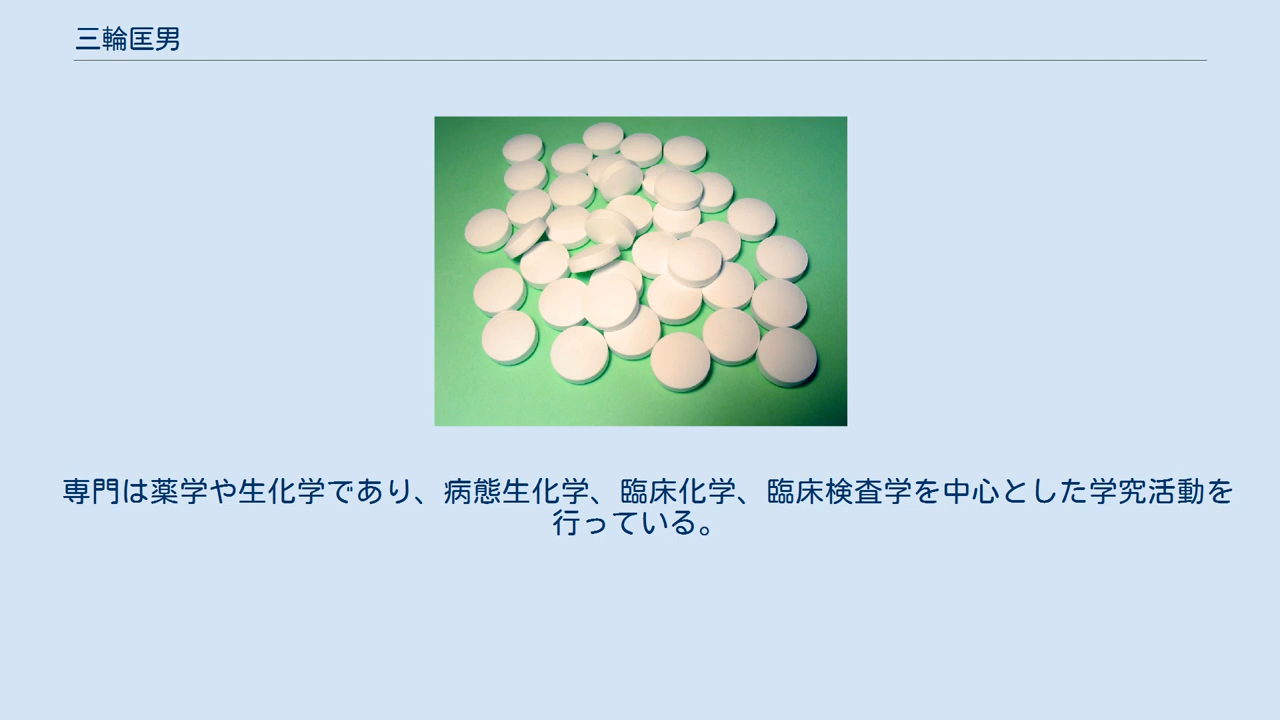 三輪匡男
専門は薬学や生化学であり、病態生化学、臨床化学、臨床検査学を中心とした学究活動を
行っている。